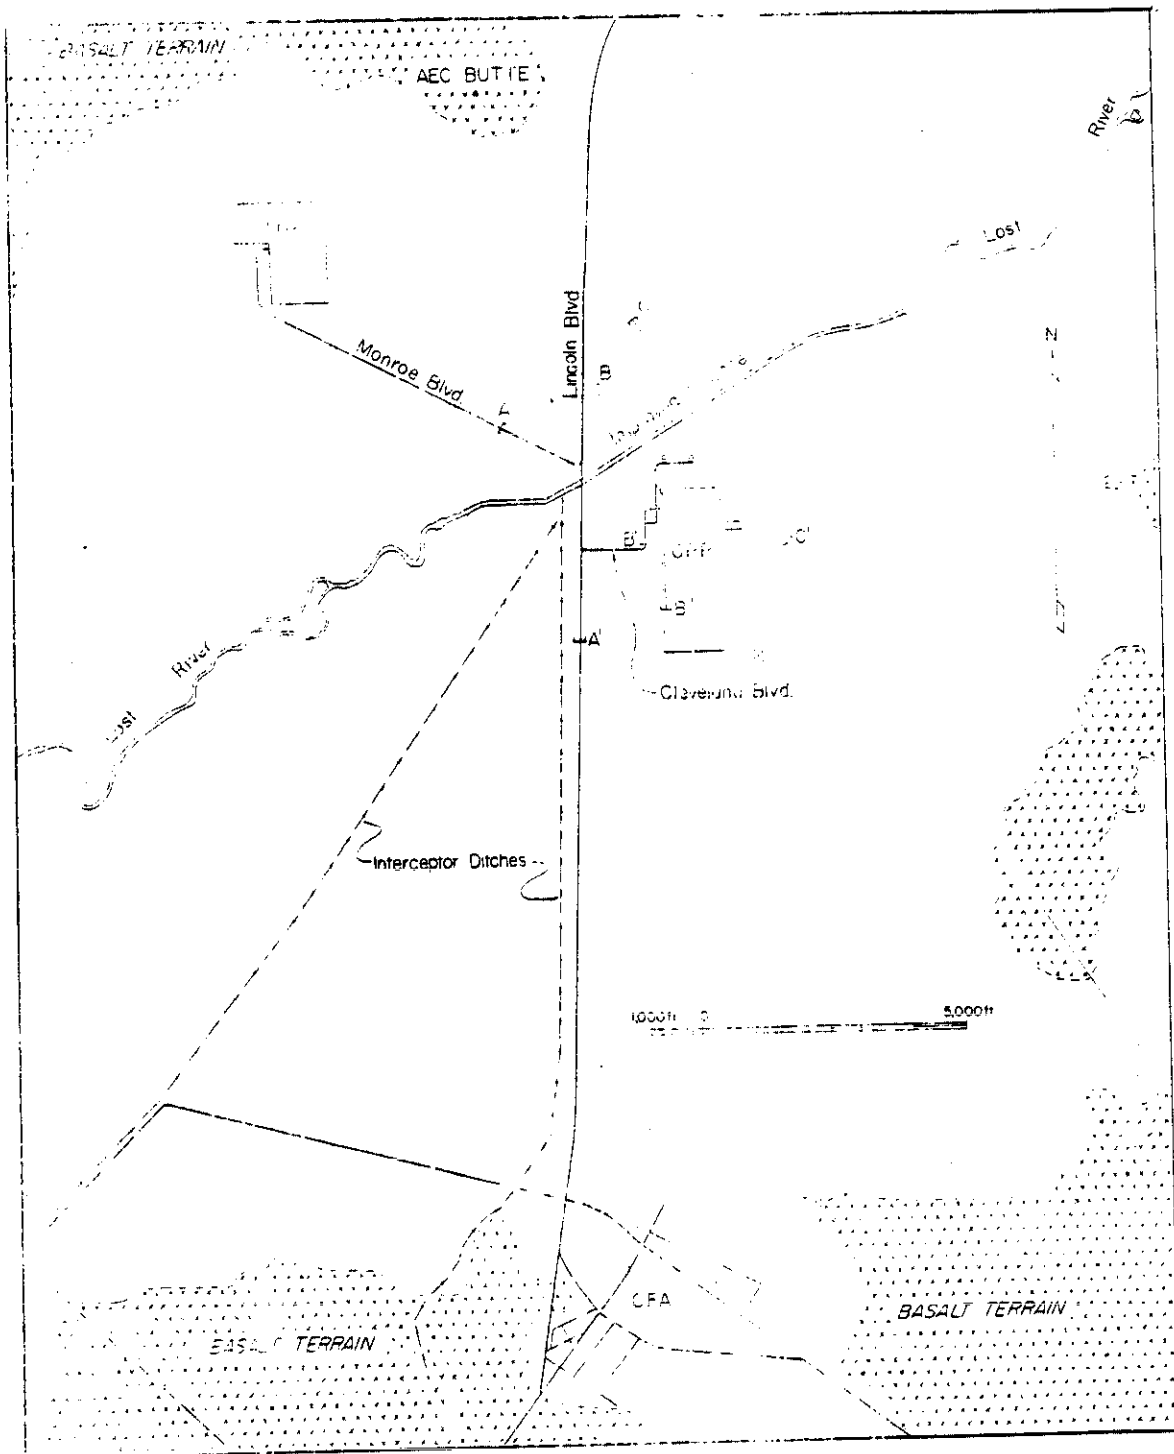 BASALT TERRAIN
AEC BUTTE
River
Lost
Lincoln Blvd
N
Monroe Blvd.
B
A
B'
CPP
C'
B'
A'
River
Cleveland Blvd.
Lost
Interceptor Ditches
1,000ft 0 5,000ft
CFA
BASALT TERRAIN
BASALT TERRAIN